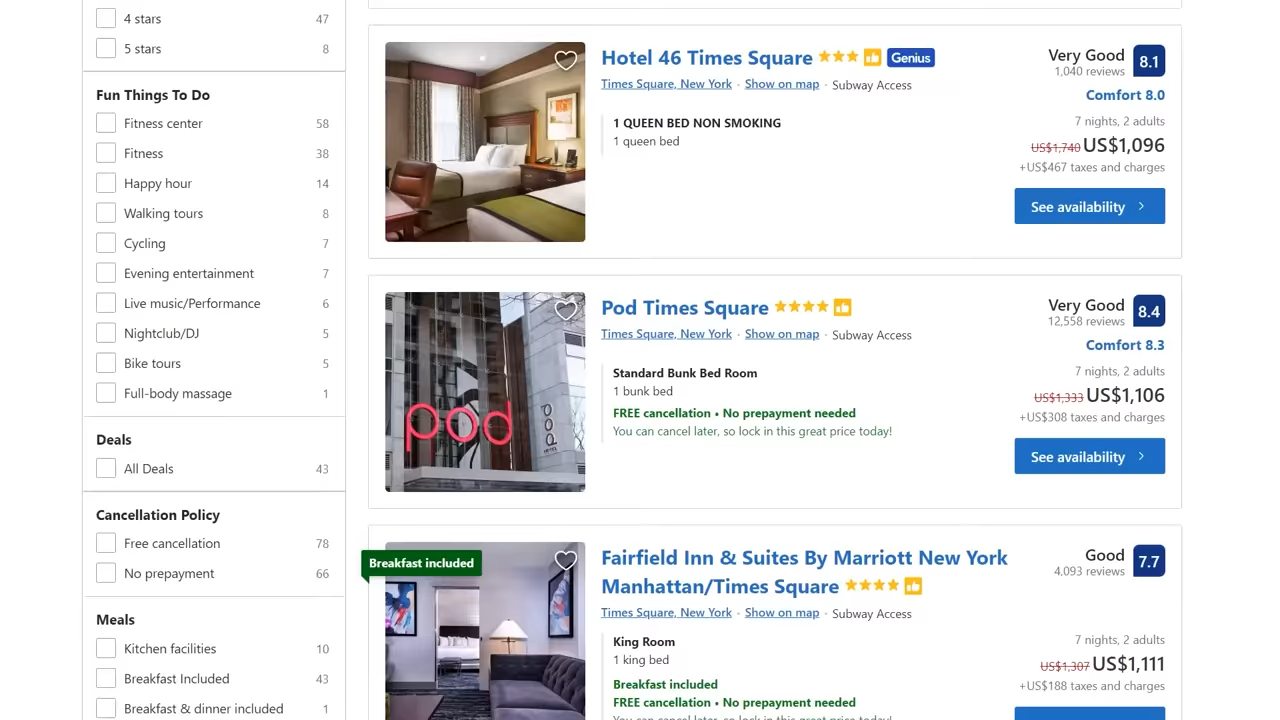 4 stars 47
5 stars 8
Fun Things To Do
Fitness center 58
Fitness 38
Happy hour 14
Walking tours 8
Cycling 7
Evening entertainment 7
Live music/Performance 6
Nightclub/DJ 5
Bike tours 5
Full-body massage 1
Deals
All Deals 43
Cancellation Policy
Free cancellation 78
No prepayment 66
Meals
Kitchen facilities 10
Breakfast Included 43
Breakfast & dinner included 1
Hotel 46 Times Square Genius
Times Square, New York · Show on map · Subway Access
1 QUEEN BED NON SMOKING
1 queen bed
Very Good 8.1
1,040 reviews
Comfort 8.0
7 nights, 2 adults
US$1,740 US$1,096
+US$467 taxes and charges
See availability
pod
pod
Pod Times Square
Times Square, New York · Show on map · Subway Access
Standard Bunk Bed Room
1 bunk bed
FREE cancellation • No prepayment needed
You can cancel later, so lock in this great price today!
Very Good 8.4
12,558 reviews
Comfort 8.3
7 nights, 2 adults
US$1,333 US$1,106
+US$308 taxes and charges
See availability
Breakfast included
Fairfield Inn & Suites By Marriott New York
Manhattan/Times Square
Times Square, New York · Show on map · Subway Access
King Room
1 king bed
Breakfast included
FREE cancellation • No prepayment needed
You can cancel later, so lock in this great price today!
Good 7.7
4,093 reviews
7 nights, 2 adults
US$1,307 US$1,111
+US$188 taxes and charges